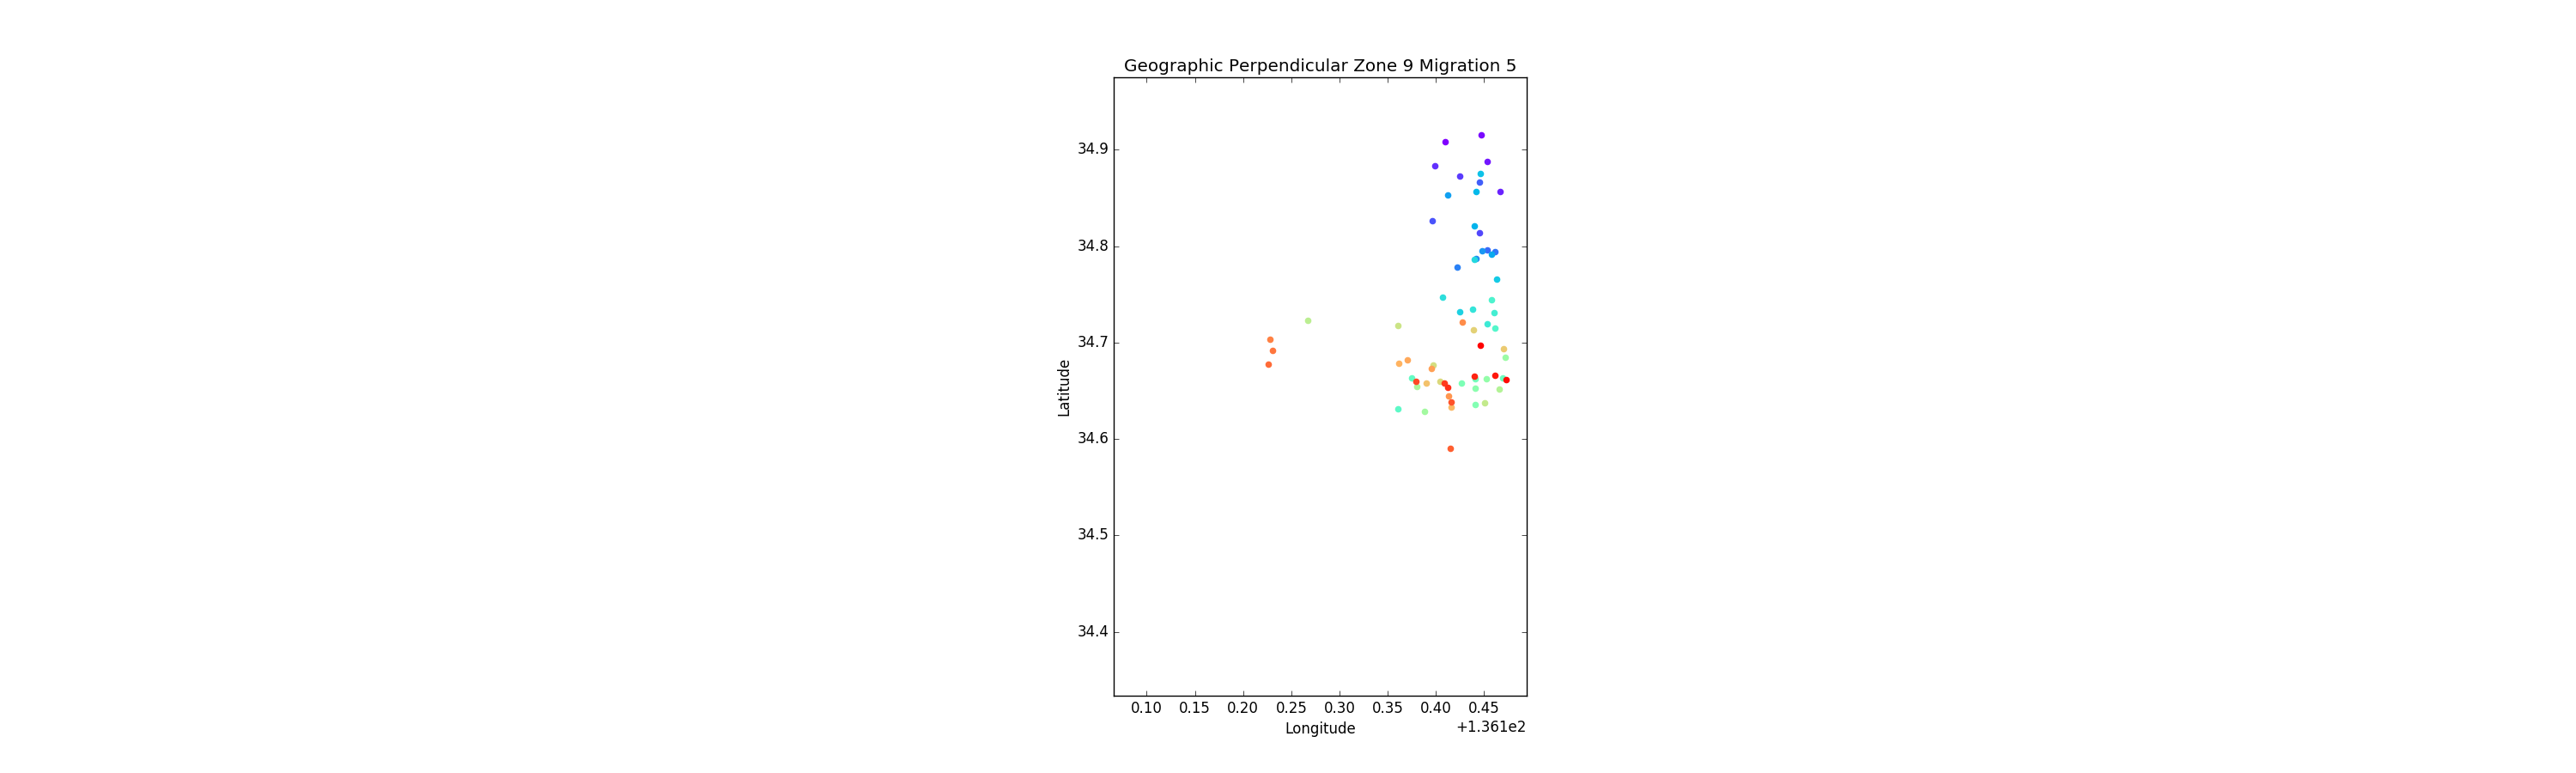 Geographic Perpendicular Zone 9 Migration 5
34.9
34.8
34.7
34.6
34.5
34.4
Latitude
0.10 0.15 0.20 0.25 0.30 0.35 0.40 0.45
+1.361e2
Longitude